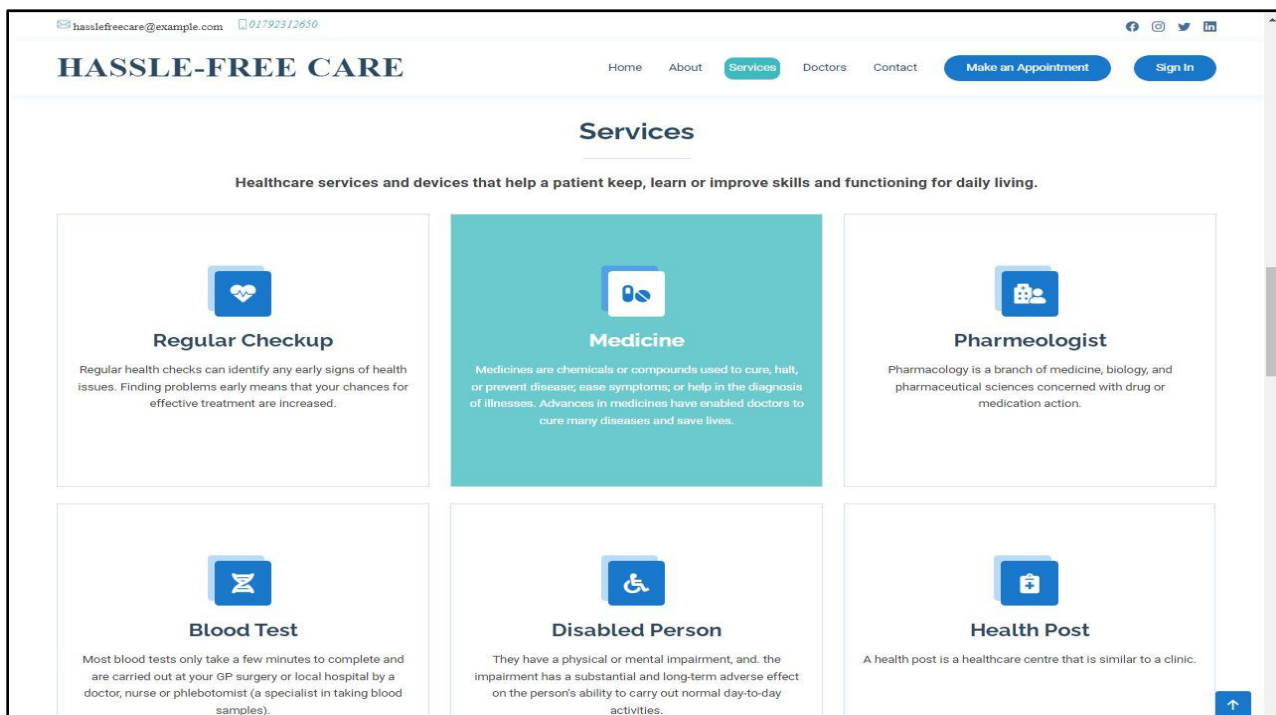 hasslefreecare@example.com 01792312650
HASSLE-FREE CARE
Home About Services Doctors Contact Make an Appointment Sign In
Services
Healthcare services and devices that help a patient keep, learn or improve skills and functioning for daily living.
Regular Checkup
Regular health checks can identify any early signs of health
issues. Finding problems early means that your chances for
effective treatment are increased.
Medicine
Medicines are chemicals or compounds used to cure, halt,
or prevent disease; ease symptoms; or help in the diagnosis
of illnesses. Advances in medicines have enabled doctors to
cure many diseases and save lives.
Pharmeologist
Pharmacology is a branch of medicine, biology, and
pharmaceutical sciences concerned with drug or
medication action.
Blood Test
Most blood tests only take a few minutes to complete and
are carried out at your GP surgery or local hospital by a
doctor, nurse or phlebotomist (a specialist in taking blood
samples).
Disabled Person
They have a physical or mental impairment, and. the
impairment has a substantial and long-term adverse effect
on the person's ability to carry out normal day-to-day
activities.
Health Post
A health post is a healthcare centre that is similar to a clinic.